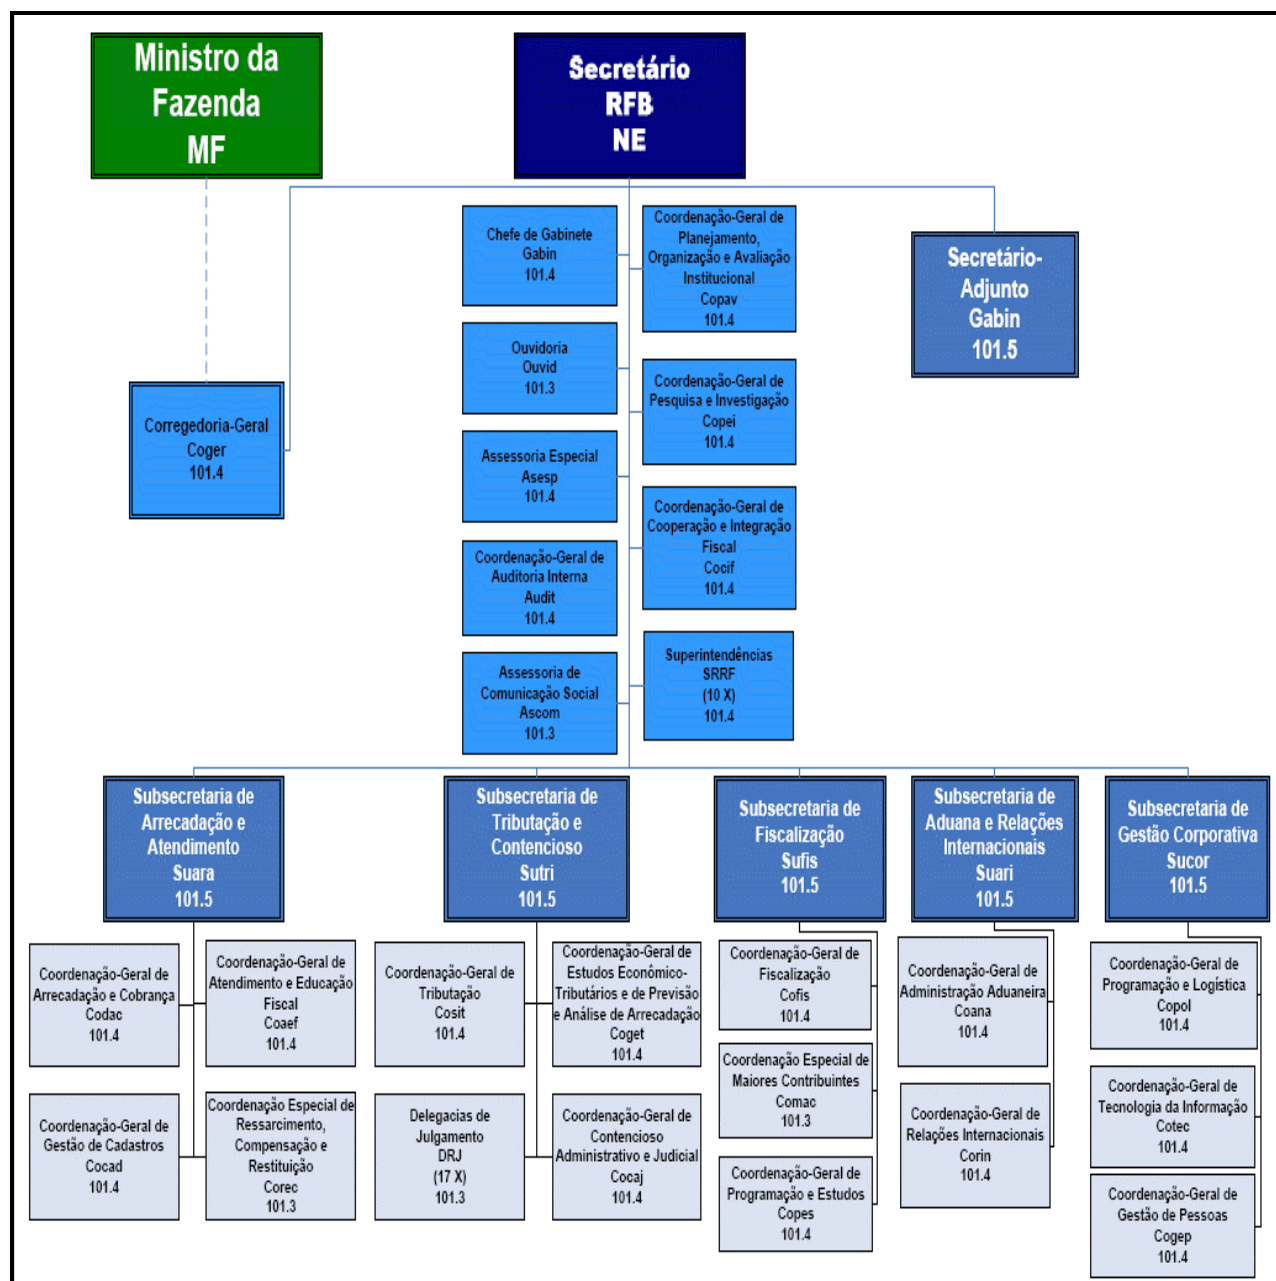 Ministro da
Fazenda
MF
Secretário
RFB
NE
Chefe de Gabinete
Gabin
101.4
Coordenação-Geral de
Planejamento,
Organização e Avaliação
Institucional
Copav
101.4
Secretário-
Adjunto
Gabin
101.5
Ouvidoria
Ouvid
101.3
Coordenação-Geral de
Pesquisa e Investigação
Copei
101.4
Corregedoria-Geral
Coger
101.4
Assessoria Especial
Asesp
101.4
Coordenação-Geral de
Cooperação e Integração
Fiscal
Cocif
101.4
Coordenação-Geral de
Auditoria Interna
Audit
101.4
Superintendências
SRRF
(10 X)
101.4
Assessoria de
Comunicação Social
Ascom
101.3
Subsecretaria de
Arrecadação e
Atendimento
Suara
101.5
Subsecretaria de
Tributação e
Contencioso
Sutri
101.5
Subsecretaria de
Fiscalização
Sufis
101.5
Subsecretaria de
Aduana e Relações
Internacionais
Suari
101.5
Subsecretaria de
Gestão Corporativa
Sucor
101.5
Coordenação-Geral de
Arrecadação e Cobrança
Codac
101.4
Coordenação-Geral de
Atendimento e Educação
Fiscal
Coaef
101.4
Coordenação-Geral de
Tributação
Cosit
101.4
Coordenação-Geral de
Estudos Econômico-
Tributários e de Previsão
e Análise de Arrecadação
Coget
101.4
Coordenação-Geral de
Fiscalização
Cofis
101.4
Coordenação-Geral de
Administração Aduaneira
Coana
101.4
Coordenação-Geral de
Programação e Logística
Copol
101.4
Coordenação-Geral de
Gestão de Cadastros
Cocad
101.4
Coordenação Especial de
Ressarcimento,
Compensação e
Restituição
Corec
101.3
Delegacias de
Julgamento
DRJ
(17 X)
101.3
Coordenação-Geral de
Contencioso
Administrativo e Judicial
Cocaj
101.4
Coordenação Especial de
Maiores Contribuintes
Comac
101.3
Coordenação-Geral de
Relações Internacionais
Corin
101.4
Coordenação-Geral de
Tecnologia da Informação
Cotec
101.4
Coordenação-Geral de
Programação e Estudos
Copes
101.4
Coordenação-Geral de
Gestão de Pessoas
Cogep
101.4